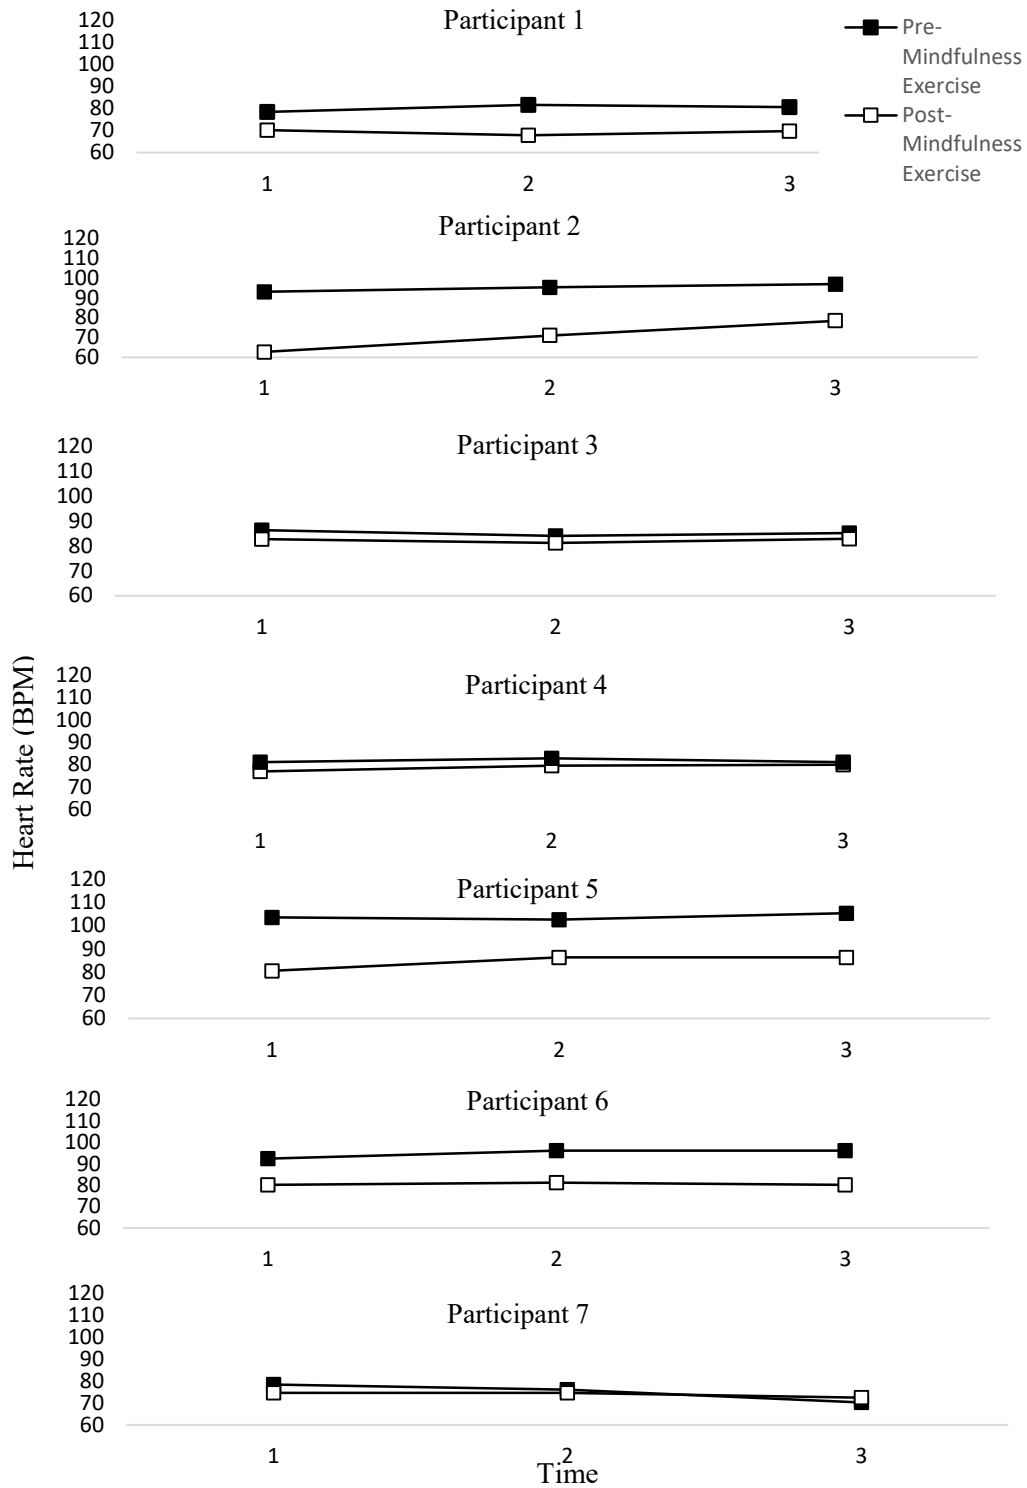 Participant 1
120
110
100
90
80
70
60
1 2 3
Pre-
Mindfulness
Exercise
Post-
Mindfulness
Exercise
Participant 2
120
110
100
90
80
70
60
1 2 3
Participant 3
120
110
100
90
80
70
60
1 2 3
Heart Rate (BPM)
Participant 4
120
110
100
90
80
70
60
1 2 3
Participant 5
120
110
100
90
80
70
60
1 2 3
Participant 6
120
110
100
90
80
70
60
1 2 3
Participant 7
120
110
100
90
80
70
60
1 2 3
Time